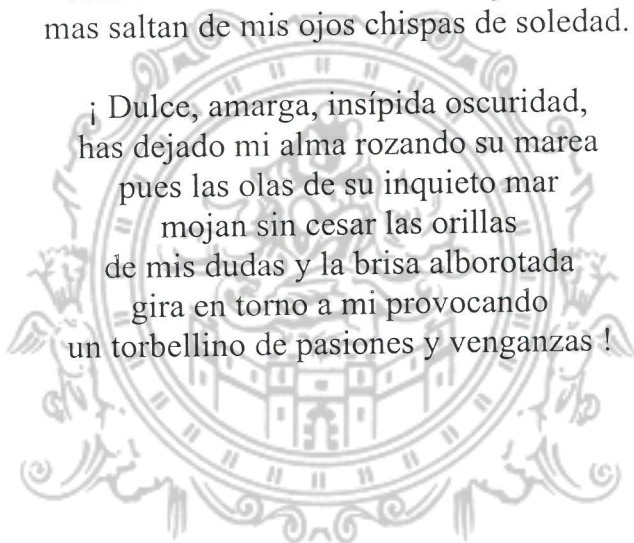 mas saltan de mis ojos chispas de soledad.
¡ Dulce, amarga, insípida oscuridad,
has dejado mi alma rozando su marea
pues las olas de su inquieto mar
mojan sin cesar las orillas
de mis dudas y la brisa alborotada
gira en torno a mi provocando
un torbellino de pasiones y venganzas !